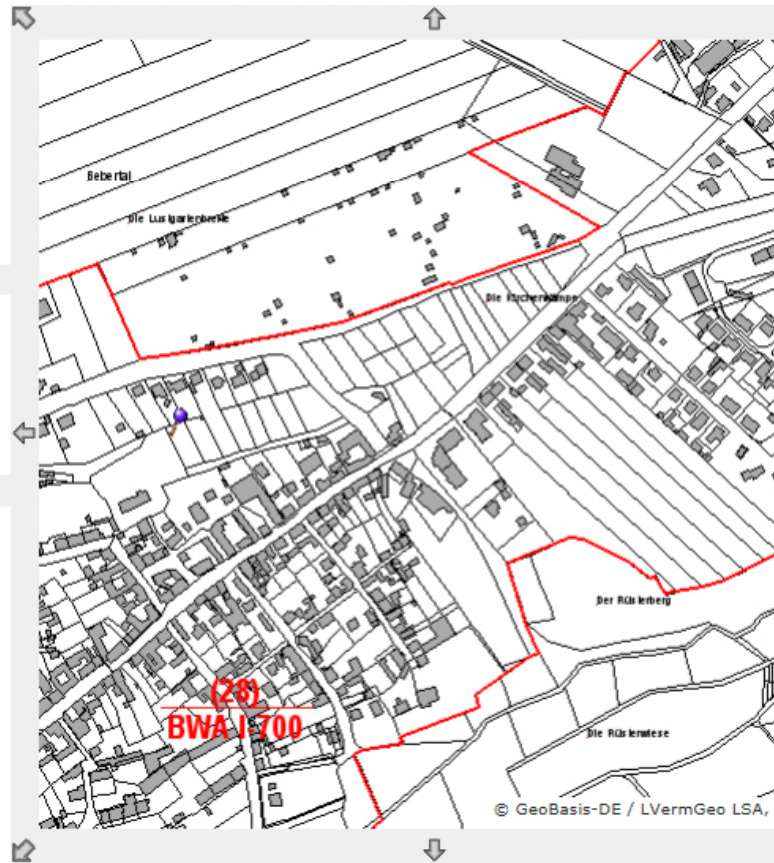 Bebertal
Die Lustgartenbreite
Die Kirchenkämpe
Der Rüsterberg
(28)
BWA I-700
Die Rüsterwiese
© GeoBasis-DE / LVermGeo LSA,